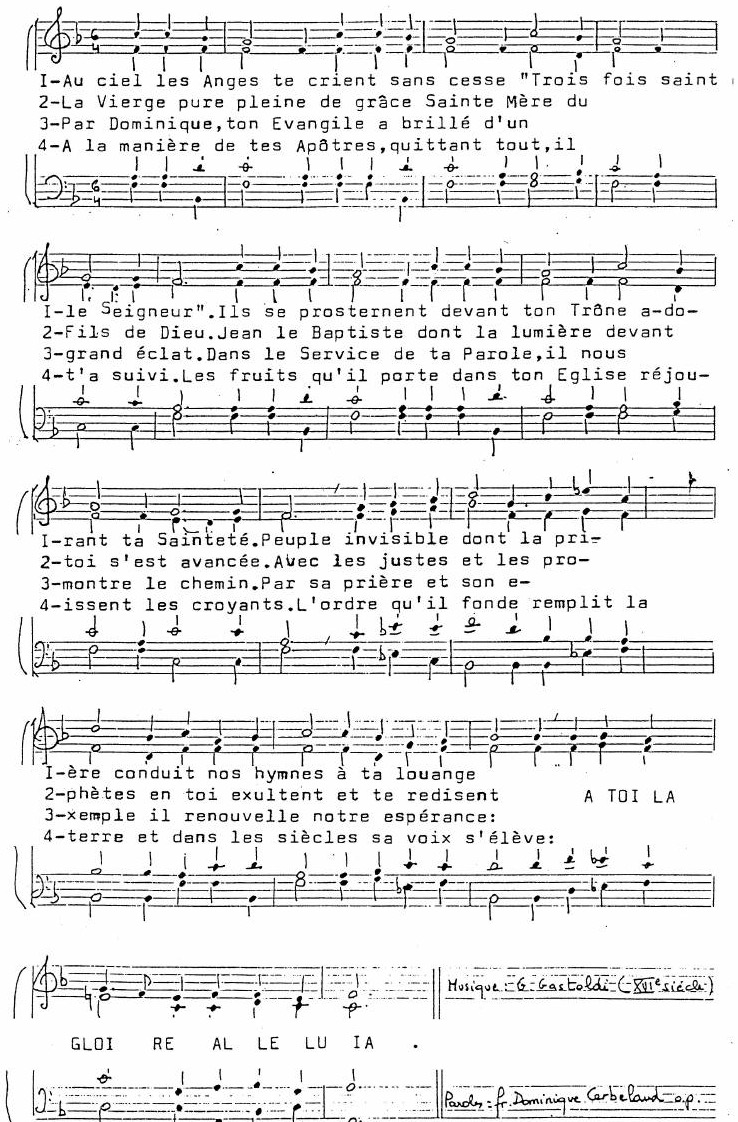 I-Au ciel les Anges te crient sans cesse "Trois fois saint
2-La Vierge pure pleine de grâce Sainte Mère du
3-Par Dominique,ton Evangile a brillé d'un
4-A la manière de tes Apôtres,quittant tout,il
I-le Seigneur".Ils se prosternent devant ton Trône a-do-
2-Fils de Dieu.Jean le Baptiste dont la lumière devant
3-grand éclat.Dans le Service de ta Parole,il nous
4-t'a suivi.Les fruits qu'il porte dans ton Eglise réjou-
I-rant ta Sainteté.Peuple invisible dont la pri-
2-toi s'est avancée.Avec les justes et les pro-
3-montre le chemin.Par sa prière et son e-
4-issent les croyants.L'ordre qu'il fonde remplit la
I-ère conduit nos hymnes à ta louange
2-phètes en toi exultent et te redisent A TOI LA
3-xemple il renouvelle notre espérance:
4-terre et dans les siècles sa voix s'élève:
Musique: G. Gastoldi (XVIe siècle)
GLOI RE AL LE LU IA .
Paroles: fr. Dominique Cerbelaud o.p.